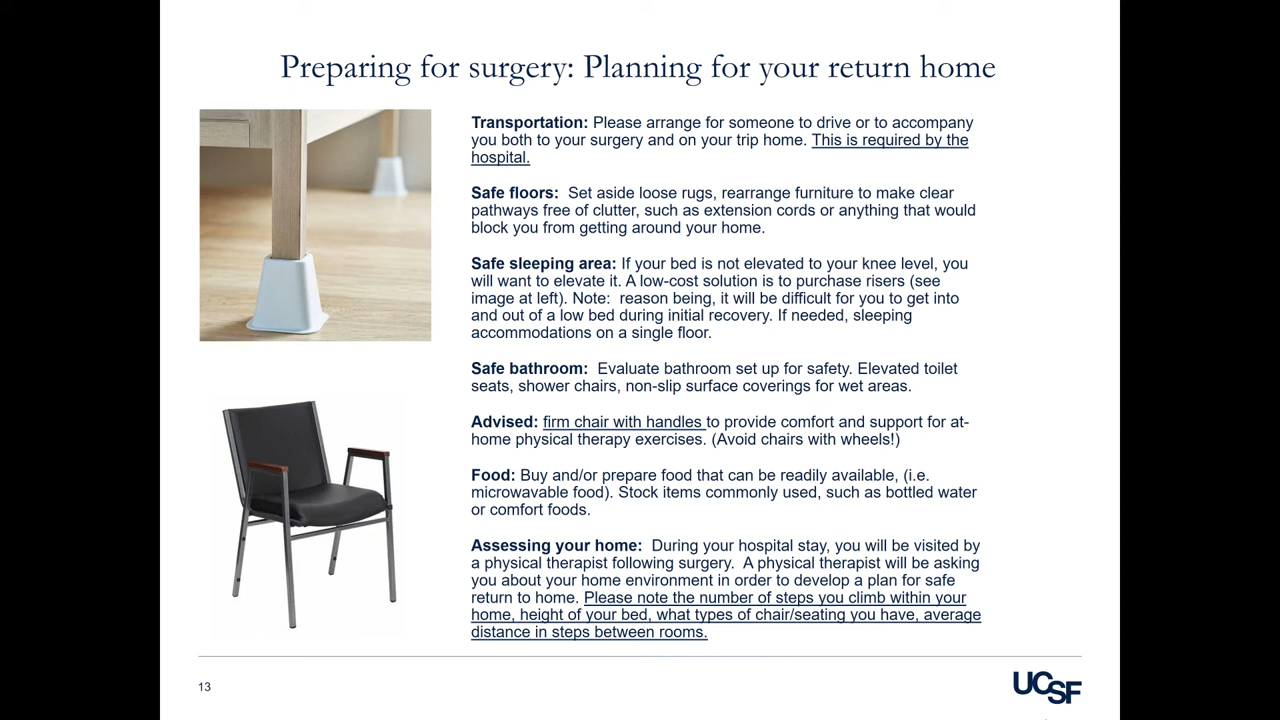 Preparing for surgery: Planning for your return home
Transportation: Please arrange for someone to drive or to accompany
you both to your surgery and on your trip home. This is required by the
hospital.
Safe floors:  Set aside loose rugs, rearrange furniture to make clear
pathways free of clutter, such as extension cords or anything that would
block you from getting around your home.
Safe sleeping area: If your bed is not elevated to your knee level, you
will want to elevate it. A low-cost solution is to purchase risers (see
image at left). Note:  reason being, it will be difficult for you to get into
and out of a low bed during initial recovery. If needed, sleeping
accommodations on a single floor.
Safe bathroom:  Evaluate bathroom set up for safety. Elevated toilet
seats, shower chairs, non-slip surface coverings for wet areas.
Advised: firm chair with handles to provide comfort and support for at-
home physical therapy exercises. (Avoid chairs with wheels!)
Food: Buy and/or prepare food that can be readily available, (i.e.
microwavable food). Stock items commonly used, such as bottled water
or comfort foods.
Assessing your home:  During your hospital stay, you will be visited by
a physical therapist following surgery.  A physical therapist will be asking
you about your home environment in order to develop a plan for safe
return to home. Please note the number of steps you climb within your
home, height of your bed, what types of chair/seating you have, average
distance in steps between rooms.
13
UCSF